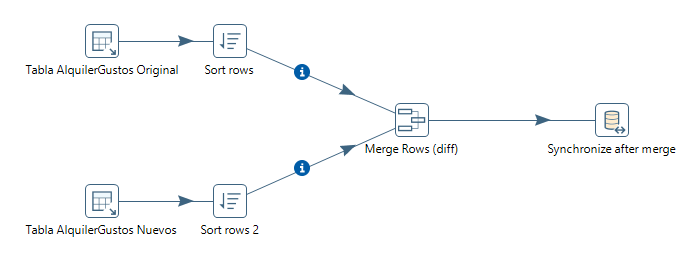 Tabla AlquilerGustos Original
Sort rows
Merge Rows (diff)
Synchronize after merge
Tabla AlquilerGustos Nuevos
Sort rows 2